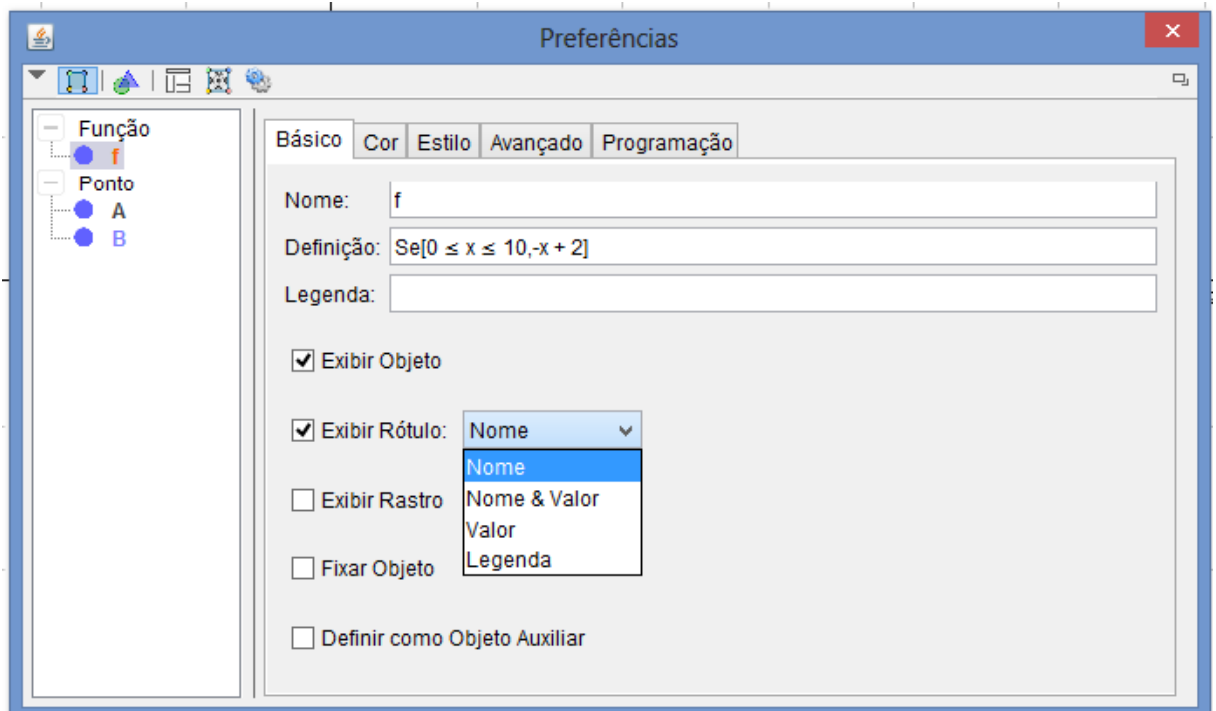 Preferências
Função
f
Ponto
A
B
Básico Cor Estilo Avançado Programação
Nome: f
Definição: Se[0 ≤ x ≤ 10,-x + 2]
Legenda:
Exibir Objeto
Exibir Rótulo: Nome
Nome
Nome & Valor
Valor
Legenda
Exibir Rastro
Fixar Objeto
Definir como Objeto Auxiliar